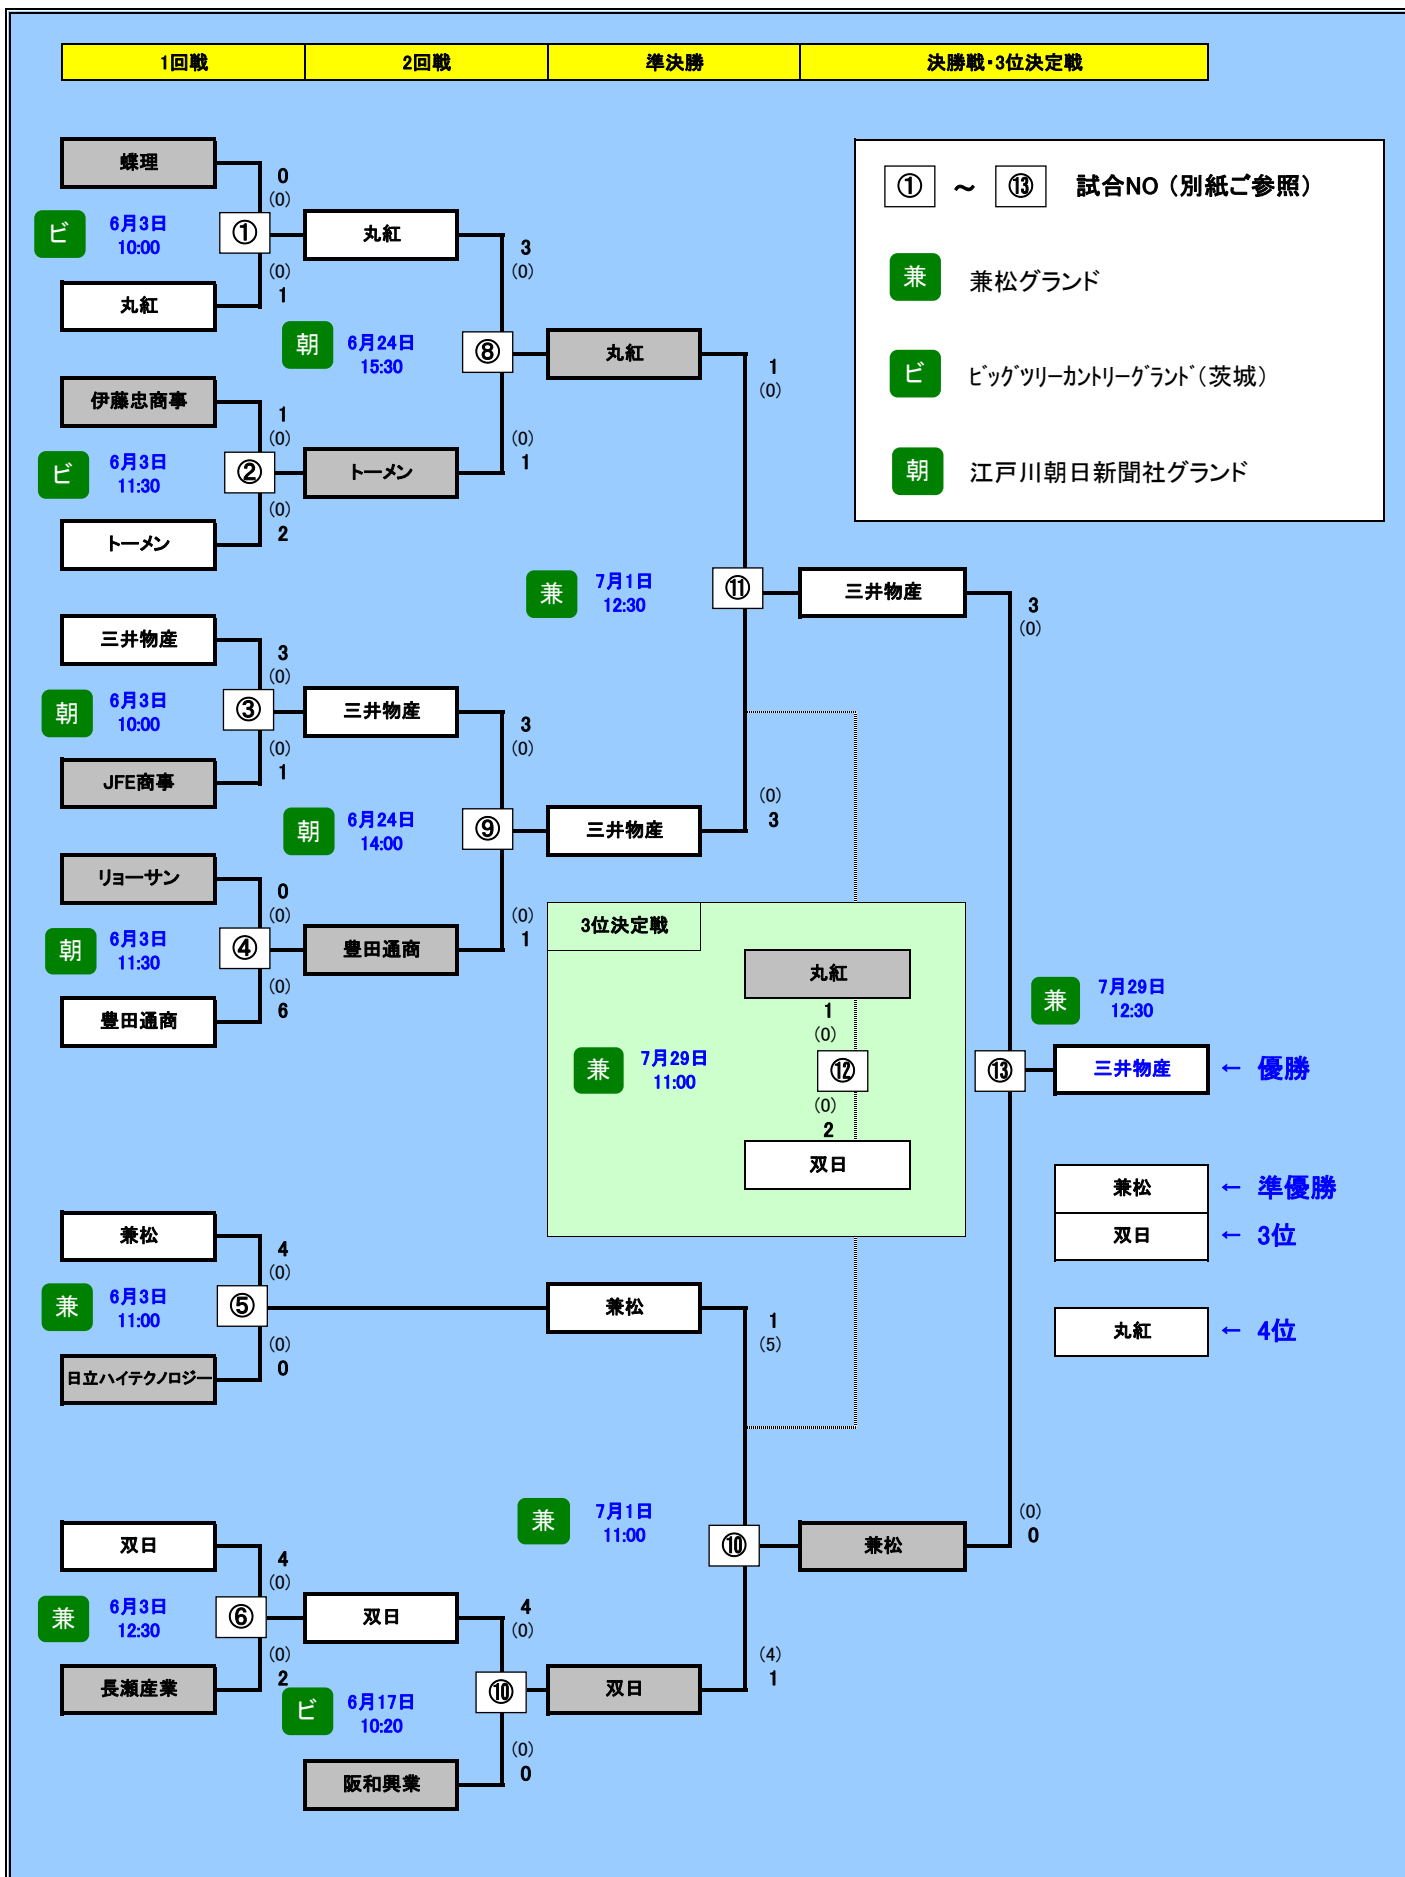 1回戦
2回戦
準決勝
決勝戦・3位決定戦
蝶理
0
(0)
ビ
6月3日
10:00
①
丸紅
(0)
1
丸紅
3
(0)
朝
6月24日
15:30
⑧
丸紅
1
(0)
伊藤忠商事
1
(0)
ビ
6月3日
11:30
②
トーメン
(0)
1
(0)
2
トーメン
① ～ ⑬ 試合NO（別紙ご参照）
兼 兼松グランド
ビ ビッグツリーカントリーグランド（茨城）
朝 江戸川朝日新聞社グランド
兼
7月1日
12:30
⑪
三井物産
3
(0)
三井物産
3
(0)
朝
6月3日
10:00
③
三井物産
3
(0)
(0)
1
JFE商事
朝
6月24日
14:00
⑨
三井物産
(0)
3
リョーサン
0
(0)
朝
6月3日
11:30
④
豊田通商
(0)
1
(0)
6
豊田通商
3位決定戦
丸紅
1
(0)
兼
7月29日
11:00
⑫
(0)
2
双日
兼
7月29日
12:30
⑬
三井物産
← 優勝
兼松
← 準優勝
双日
← 3位
丸紅
← 4位
兼松
4
(0)
兼
6月3日
11:00
⑤
兼松
1
(5)
(0)
0
日立ハイテクノロジー
兼
7月1日
11:00
⑩
兼松
(0)
0
双日
4
(0)
兼
6月3日
12:30
⑥
双日
4
(0)
(0)
2
長瀬産業
ビ
6月17日
10:20
⑩
双日
(4)
1
(0)
0
阪和興業